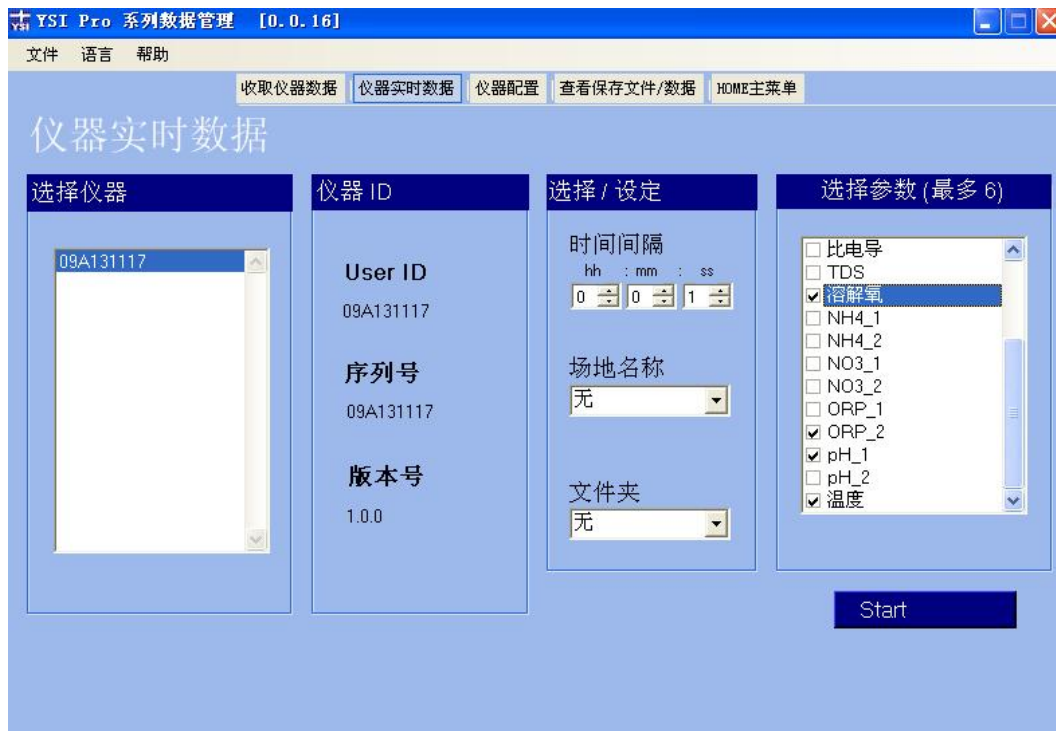 YSI Pro 系列数据管理 [0.0.16]
文件 语言 帮助
收取仪器数据 仪器实时数据 仪器配置 查看保存文件/数据 HOME主菜单
仪器实时数据
选择仪器
09A131117
仪器 ID
User ID
09A131117
序列号
09A131117
版本号
1.0.0
选择 / 设定
时间间隔
hh : mm : ss
0 0 1
场地名称
无
文件夹
无
选择参数 (最多 6)
比电导
TDS
溶解氧
NH4_1
NH4_2
NO3_1
NO3_2
ORP_1
ORP_2
pH_1
pH_2
温度
Start